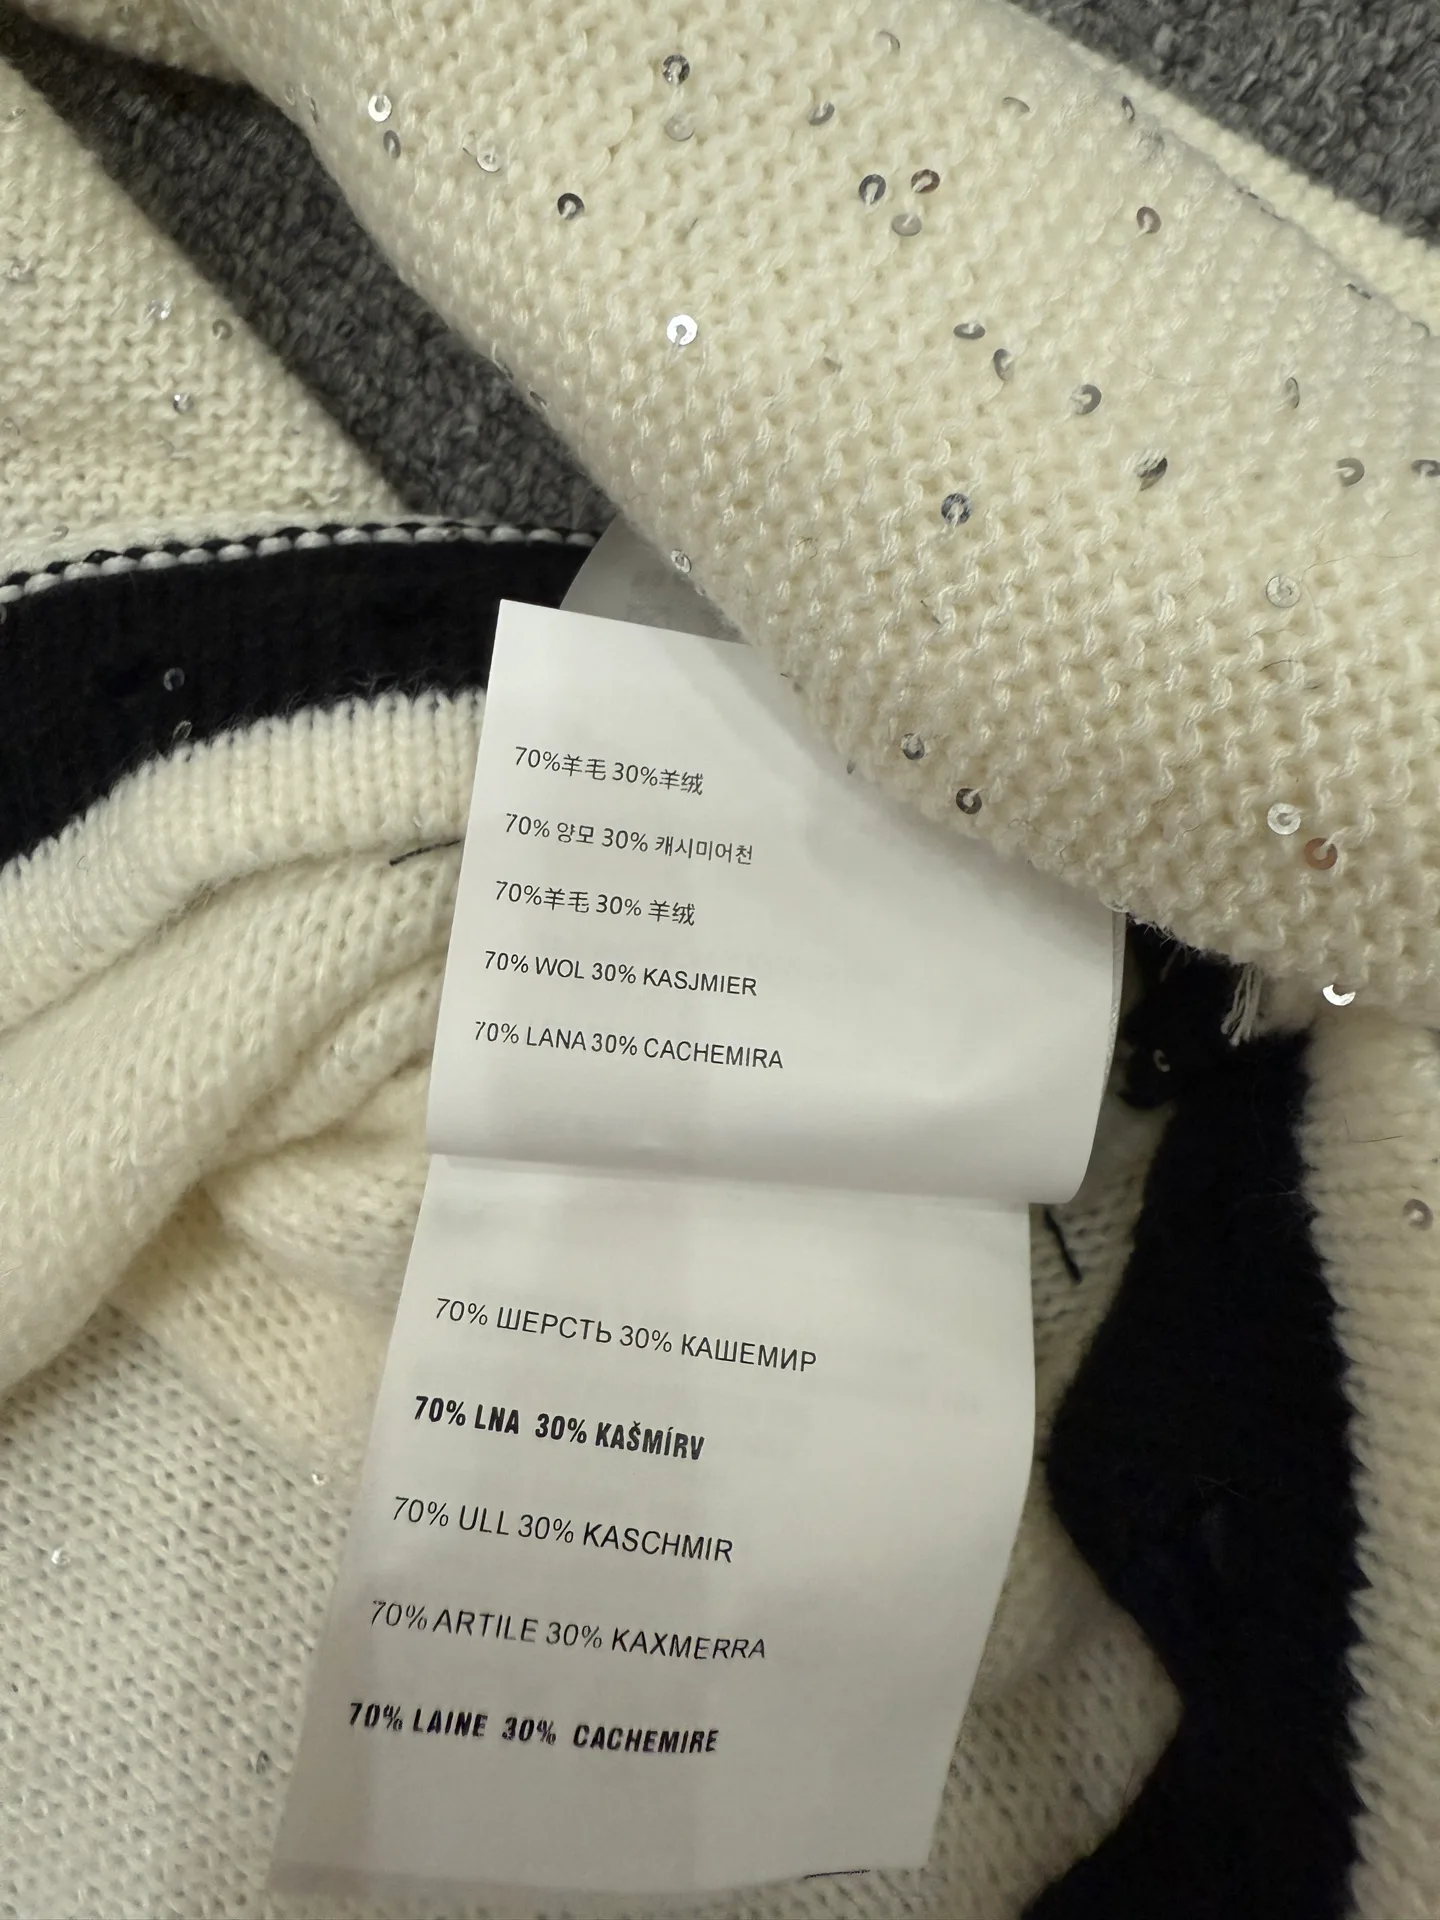 70%羊毛 30%羊绒
70% 양모 30% 캐시미어천
70%羊毛 30% 羊绒
70% WOL 30% KASJMIER
70% LANA 30% CACHEMIRA
70% ШЕРСТЬ 30% КАШЕМИР
70% LNA 30% KAŠMÍRV
70% ULL 30% KASCHMIR
70% ARTILE 30% KAXMERRA
70% LAINE 30% CACHEMIRE